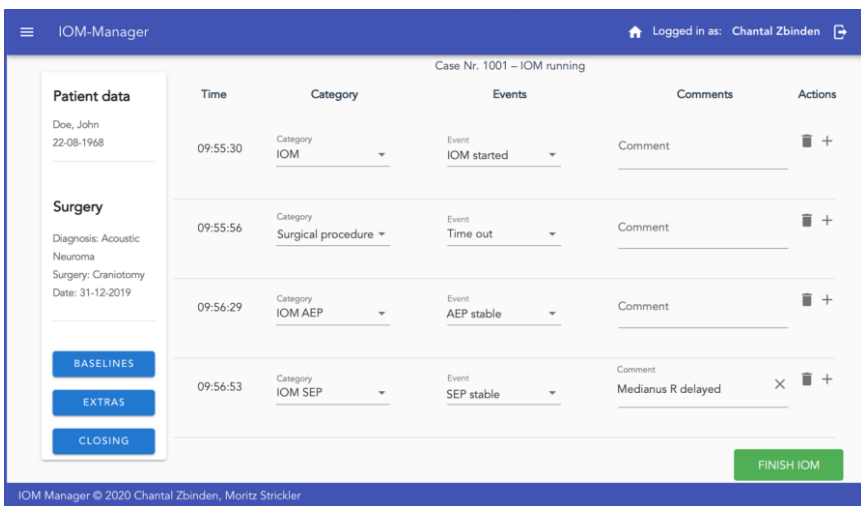 IOM-Manager
Logged in as: Chantal Zbinden
Case Nr. 1001 – IOM running
Patient data
Doe, John
22-08-1968
Surgery
Diagnosis: Acoustic
Neuroma
Surgery: Craniotomy
Date: 31-12-2019
BASELINES
EXTRAS
CLOSING
Time Category Events Comments Actions
Category Event
09:55:30 IOM IOM started Comment
Category Event
09:55:56 Surgical procedure Time out Comment
Category Event
09:56:29 IOM AEP AEP stable Comment
Category Event Comment
09:56:53 IOM SEP SEP stable Medianus R delayed
FINISH IOM
IOM Manager © 2020 Chantal Zbinden, Moritz Strickler